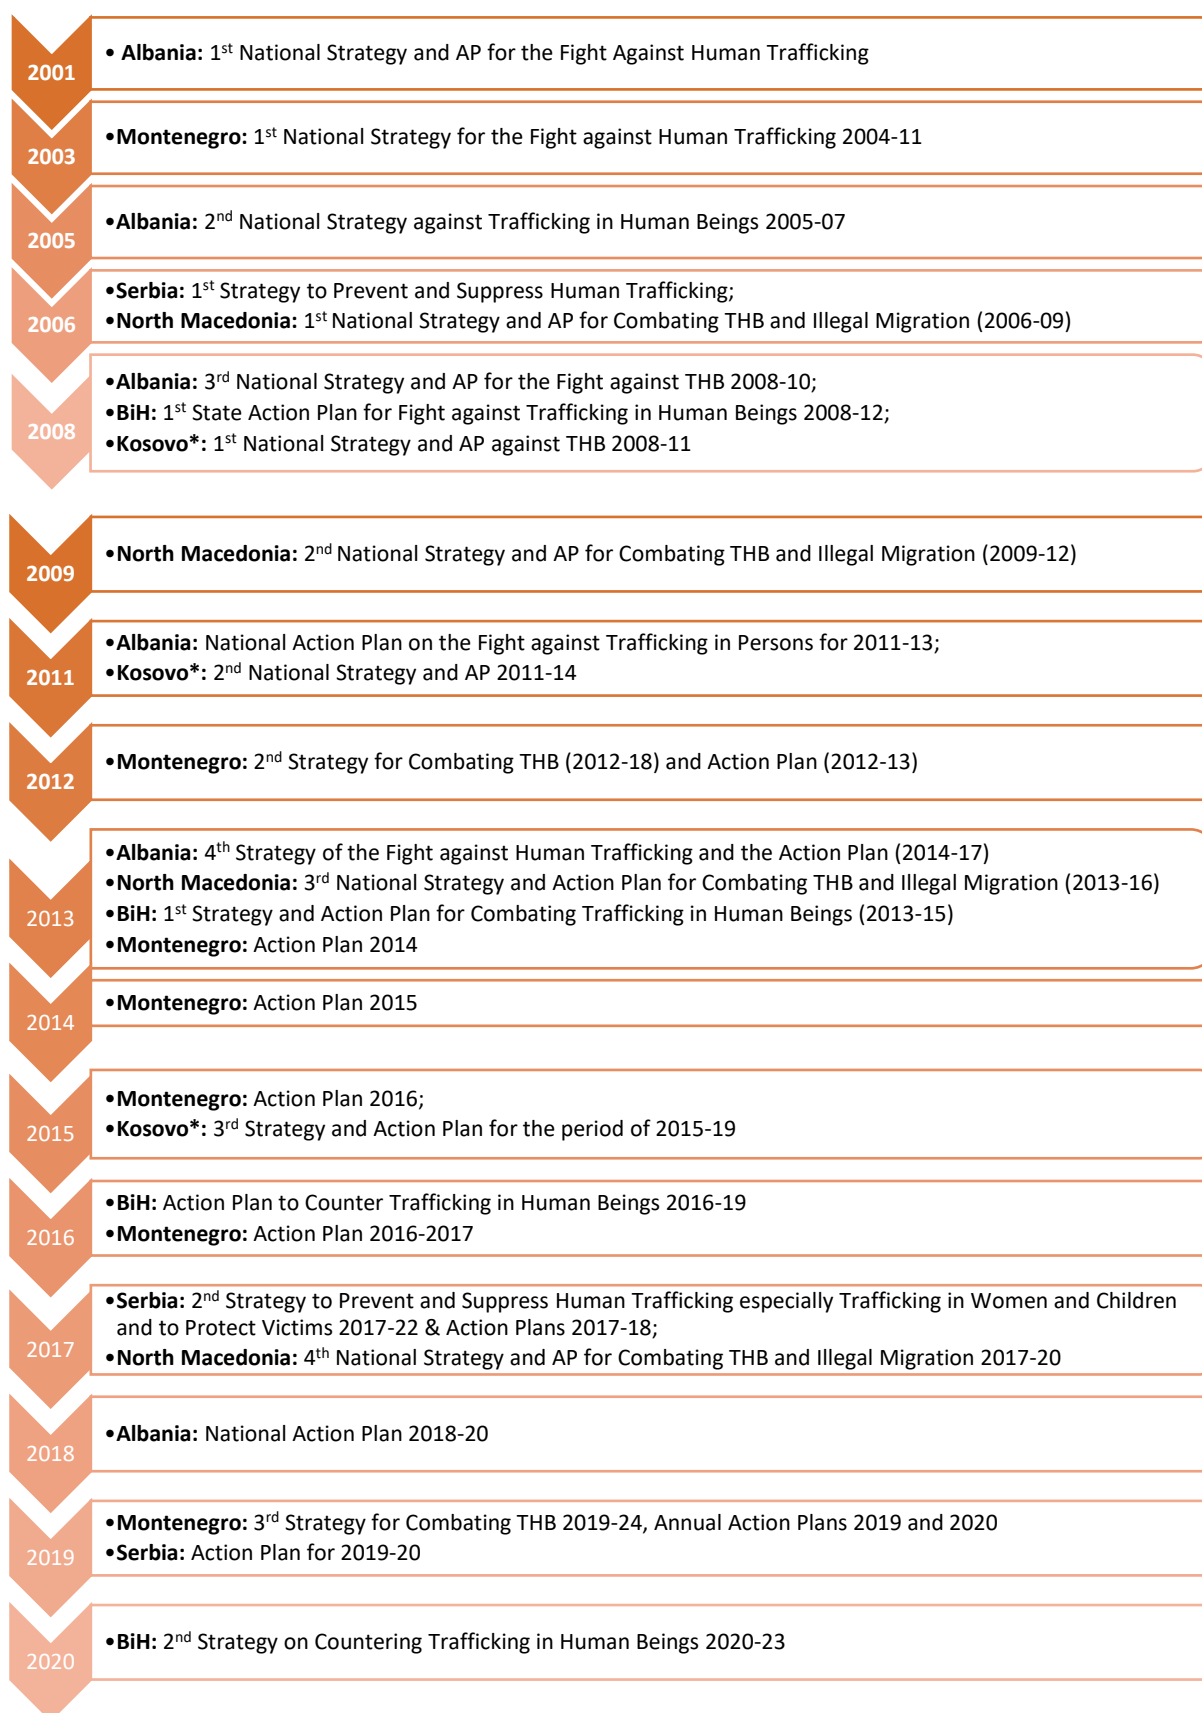 2001
• Albania: 1st National Strategy and AP for the Fight Against Human Trafficking
2003
•Montenegro: 1st National Strategy for the Fight against Human Trafficking 2004-11
2005
•Albania: 2nd National Strategy against Trafficking in Human Beings 2005-07
2006
•Serbia: 1st Strategy to Prevent and Suppress Human Trafficking;
•North Macedonia: 1st National Strategy and AP for Combating THB and Illegal Migration (2006-09)
2008
•Albania: 3rd National Strategy and AP for the Fight against THB 2008-10;
•BiH: 1st State Action Plan for Fight against Trafficking in Human Beings 2008-12;
•Kosovo*: 1st National Strategy and AP against THB 2008-11
2009
•North Macedonia: 2nd National Strategy and AP for Combating THB and Illegal Migration (2009-12)
2011
•Albania: National Action Plan on the Fight against Trafficking in Persons for 2011-13;
•Kosovo*: 2nd National Strategy and AP 2011-14
2012
•Montenegro: 2nd Strategy for Combating THB (2012-18) and Action Plan (2012-13)
2013
•Albania: 4th Strategy of the Fight against Human Trafficking and the Action Plan (2014-17)
•North Macedonia: 3rd National Strategy and Action Plan for Combating THB and Illegal Migration (2013-16)
•BiH: 1st Strategy and Action Plan for Combating Trafficking in Human Beings (2013-15)
•Montenegro: Action Plan 2014
2014
•Montenegro: Action Plan 2015
2015
•Montenegro: Action Plan 2016;
•Kosovo*: 3rd Strategy and Action Plan for the period of 2015-19
2016
•BiH: Action Plan to Counter Trafficking in Human Beings 2016-19
•Montenegro: Action Plan 2016-2017
2017
•Serbia: 2nd Strategy to Prevent and Suppress Human Trafficking especially Trafficking in Women and Children
and to Protect Victims 2017-22 & Action Plans 2017-18;
•North Macedonia: 4th National Strategy and AP for Combating THB and Illegal Migration 2017-20
2018
•Albania: National Action Plan 2018-20
2019
•Montenegro: 3rd Strategy for Combating THB 2019-24, Annual Action Plans 2019 and 2020
•Serbia: Action Plan for 2019-20
2020
•BiH: 2nd Strategy on Countering Trafficking in Human Beings 2020-23